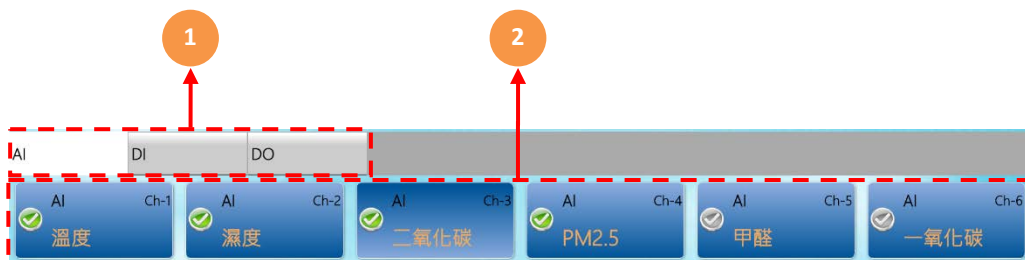 1 2
AI DI DO
AI Ch-1 AI Ch-2 AI Ch-3 AI Ch-4 AI Ch-5 AI Ch-6
溫度 濕度 二氧化碳 PM2.5 甲醛 一氧化碳